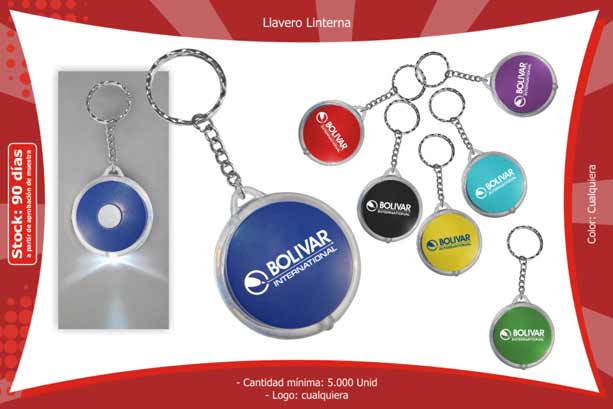 Llavero Linterna
Stock: 90 días
a partir de aprobación de muestra
BOLIVAR
INTERNATIONAL
BOLIVAR
INTERNATIONAL
BOLIVAR
INTERNATIONAL
BOLIVAR
INTERNATIONAL
BOLIVAR
INTERNATIONAL
BOLIVAR
INTERNATIONAL
BOLIVAR
INTERNATIONAL
Color: Cualquiera
- Cantidad mínima: 5.000 Unid
- Logo: cualquiera